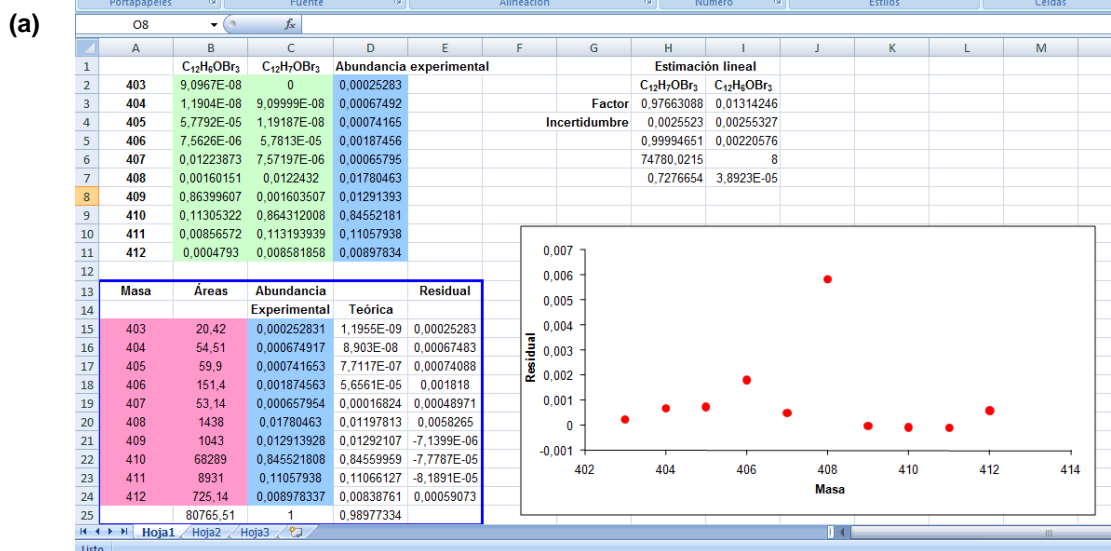 (a)
Portapapeles Fuente Alineación Número Estilos Celdas
O8 fx
A B C D E F G H I J K L M
1 C12H6OBr3 C12H7OBr3 Abundancia experimental Estimación lineal
2 403 9,0967E-08 0 0,00025283 C12H7OBr3 C12H6OBr3
3 404 1,1904E-08 9,09999E-08 0,00067492 Factor 0,97663088 0,01314246
4 405 5,7792E-05 1,19187E-08 0,00074165 Incertidumbre 0,0025523 0,00255327
5 406 7,5626E-06 5,7813E-05 0,00187456 0,99994651 0,00220576
6 407 0,01223873 7,57197E-06 0,00065795 74780,0215 8
7 408 0,00160151 0,0122432 0,01780463 0,7276654 3,8923E-05
8 409 0,86399607 0,001603507 0,01291393
9 410 0,11305322 0,864312008 0,84552181
10 411 0,00856572 0,113193939 0,11057938
11 412 0,0004793 0,008581858 0,00897834
12
13 Masa Áreas Abundancia Residual
14 Experimental Teórica
15 403 20,42 0,000252831 1,1955E-09 0,00025283
16 404 54,51 0,000674917 8,903E-08 0,00067483
17 405 59,9 0,000741653 7,7117E-07 0,00074088
18 406 151,4 0,001874563 5,6561E-05 0,001818
19 407 53,14 0,000657954 0,00016824 0,00048971
20 408 1438 0,01780463 0,01197813 0,0058265
21 409 1043 0,012913928 0,01292107 -7,1399E-06
22 410 68289 0,845521808 0,84559959 -7,7787E-05
23 411 8931 0,11057938 0,11066127 -8,1891E-05
24 412 725,14 0,008978337 0,00838761 0,00059073
25 80765,51 1 0,98977334
0,007
0,006
0,005
0,004
0,003
0,002
0,001
0
-0,001
Residual
402 404 406 408 410 412 414
Masa
Hoja1 Hoja2 Hoja3
Listo